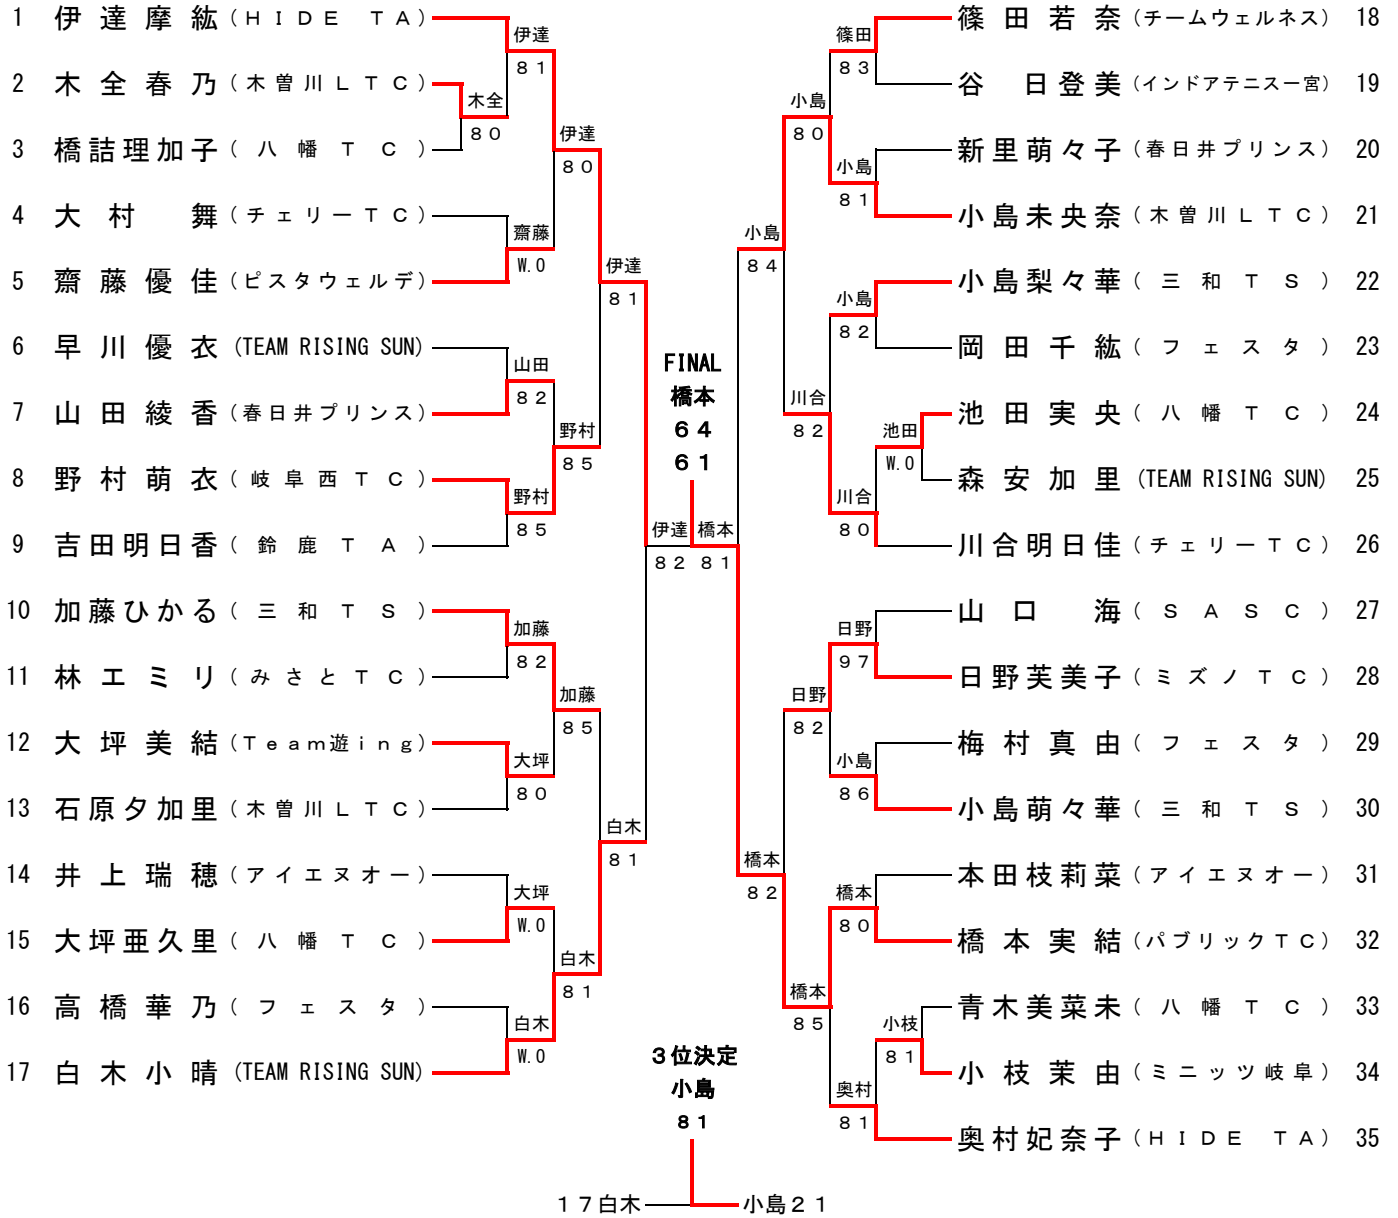 1 伊達摩紘(HIDE TA)
2 木全春乃(木曽川LTC)
3 橋詰理加子(八幡TC)
4 大村 舞(チェリーTC)
5 齋藤優佳(ピスタウェルデ)
6 早川優衣(TEAM RISING SUN)
7 山田綾香(春日井プリンス)
8 野村萌衣(岐阜西TC)
9 吉田明日香(鈴鹿TA)
10 加藤ひかる(三和TS)
11 林エミリ(みさとTC)
12 大坪美結(Team遊ing)
13 石原夕加里(木曽川LTC)
14 井上瑞穂(アイエヌオー)
15 大坪亜久里(八幡TC)
16 高橋華乃(フェスタ)
17 白木小晴(TEAM RISING SUN)
木全
80
伊達
81
齋藤
W.0
山田
82
野村
85
加藤
82
大坪
80
大坪
W.0
白木
W.0
伊達
80
野村
85
加藤
85
白木
81
伊達
81
白木
81
伊達
82
FINAL
橋本
64
61
橋本
81
小島
84
橋本
82
小島
80
川合
82
日野
82
橋本
85
篠田
83
小島
81
小島
82
川合
80
日野
97
小島
86
橋本
80
奥村
81
池田
W.0
小枝
81
篠田若奈(チームウェルネス) 18
谷 日登美(インドアテニス一宮) 19
新里萌々子(春日井プリンス) 20
小島未央奈(木曽川LTC) 21
小島梨々華(三和TS) 22
岡田千紘(フェスタ) 23
池田実央(八幡TC) 24
森安加里(TEAM RISING SUN) 25
川合明日佳(チェリーTC) 26
山口 海(SASC) 27
日野芙美子(ミズノTC) 28
梅村真由(フェスタ) 29
小島萌々華(三和TS) 30
本田枝莉菜(アイエヌオー) 31
橋本実結(パブリックTC) 32
青木美菜未(八幡TC) 33
小枝茉由(ミニッツ岐阜) 34
奥村妃奈子(HIDE TA) 35
3位決定
小島
81
17白木 小島21